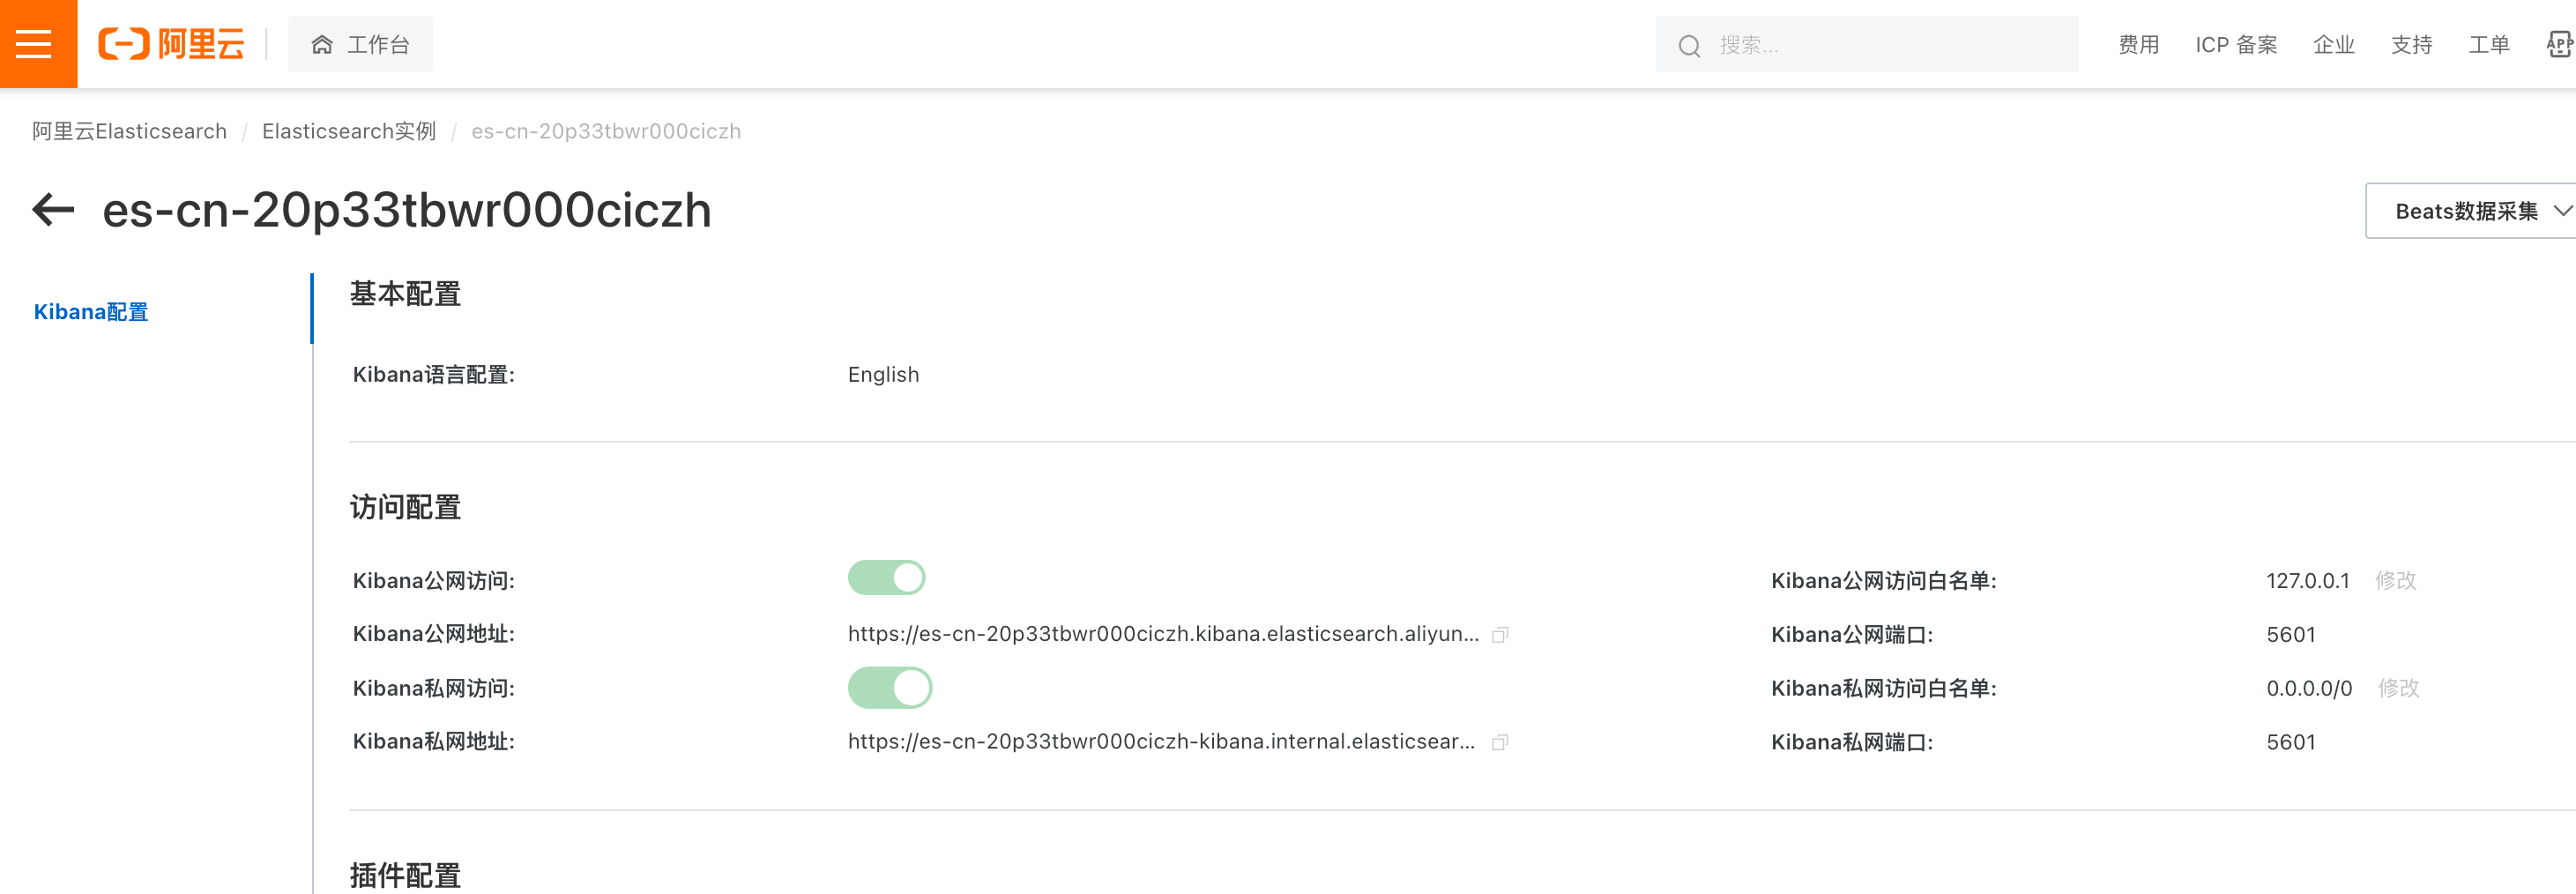 阿里云 工作台 搜索... 费用 ICP 备案 企业 支持 工单 APP
阿里云Elasticsearch / Elasticsearch实例 / es-cn-20p33tbwr000ciczh
es-cn-20p33tbwr000ciczh Beats数据采集
Kibana配置
基本配置
Kibana语言配置: English
访问配置
Kibana公网访问: Kibana公网访问白名单: 127.0.0.1 修改
Kibana公网地址: https://es-cn-20p33tbwr000ciczh.kibana.elasticsearch.aliyun... Kibana公网端口: 5601
Kibana私网访问: Kibana私网访问白名单: 0.0.0.0/0 修改
Kibana私网地址: https://es-cn-20p33tbwr000ciczh-kibana.internal.elasticsear... Kibana私网端口: 5601
插件配置